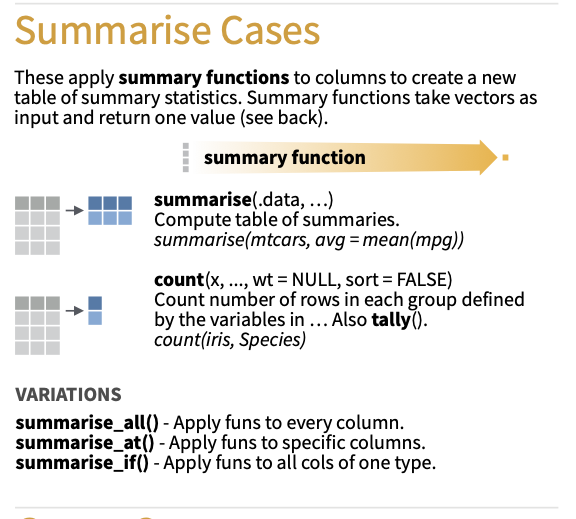 Summarise Cases
These apply summary functions to columns to create a new
table of summary statistics. Summary functions take vectors as
input and return one value (see back).
summary function
summarise(.data, …)
Compute table of summaries.
summarise(mtcars, avg = mean(mpg))
count(x, ..., wt = NULL, sort = FALSE)
Count number of rows in each group defined
by the variables in … Also tally().
count(iris, Species)
VARIATIONS
summarise_all() - Apply funs to every column.
summarise_at() - Apply funs to specific columns.
summarise_if() - Apply funs to all cols of one type.